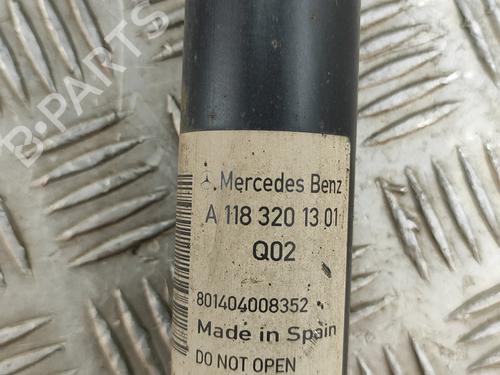 B-PARTS
Mercedes Benz
A 118 320 13 01
Q02
801404008352
Made in Spain
DO NOT OPEN